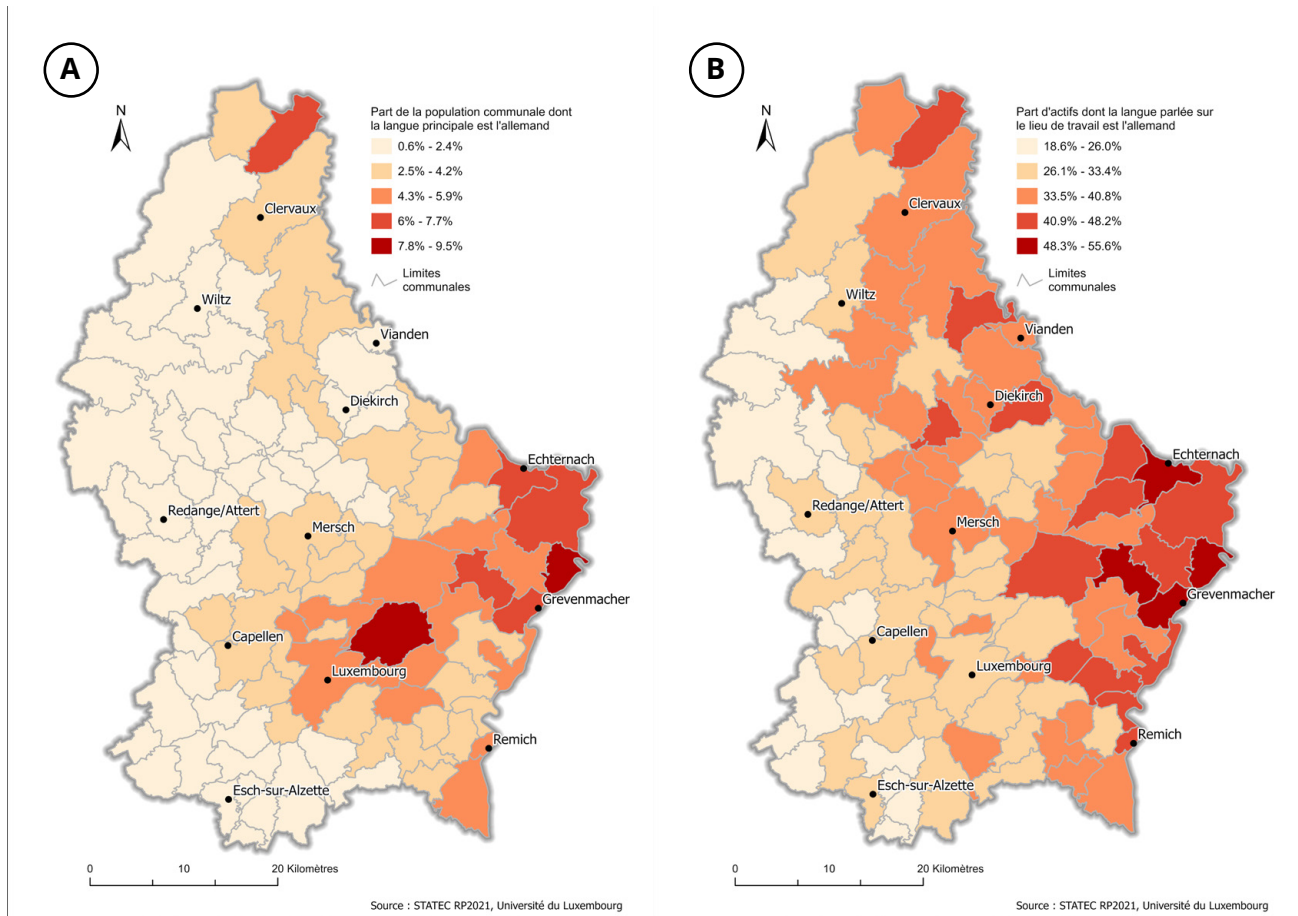 A
N
Part de la population communale dont
la langue principale est l'allemand
0.6% - 2.4%
2.5% - 4.2%
4.3% - 5.9%
6% - 7.7%
7.8% - 9.5%
Limites
communales
Clervaux
Wiltz
Vianden
Diekirch
Echternach
Redange/Attert
Mersch
Grevenmacher
Capellen
Luxembourg
Remich
Esch-sur-Alzette
0 10 20 Kilomètres
Source : STATEC RP2021, Université du Luxembourg
B
N
Part d'actifs dont la langue parlée sur
le lieu de travail est l'allemand
18.6% - 26.0%
26.1% - 33.4%
33.5% - 40.8%
40.9% - 48.2%
48.3% - 55.6%
Limites
communales
Clervaux
Wiltz
Vianden
Diekirch
Echternach
Redange/Attert
Mersch
Grevenmacher
Capellen
Luxembourg
Remich
Esch-sur-Alzette
0 10 20 Kilomètres
Source : STATEC RP2021, Université du Luxembourg